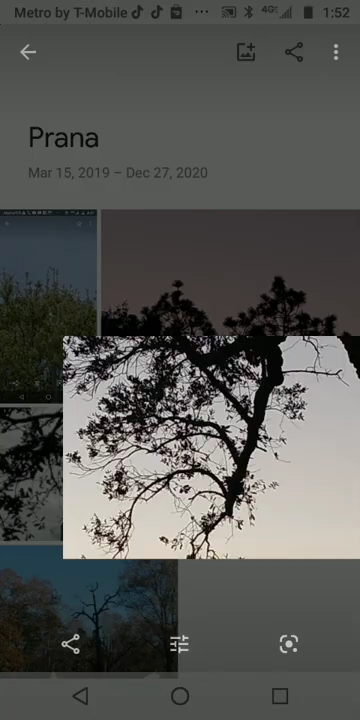 Metro by T-Mobile
4G
1:52
Prana
Mar 15, 2019 – Dec 27, 2020